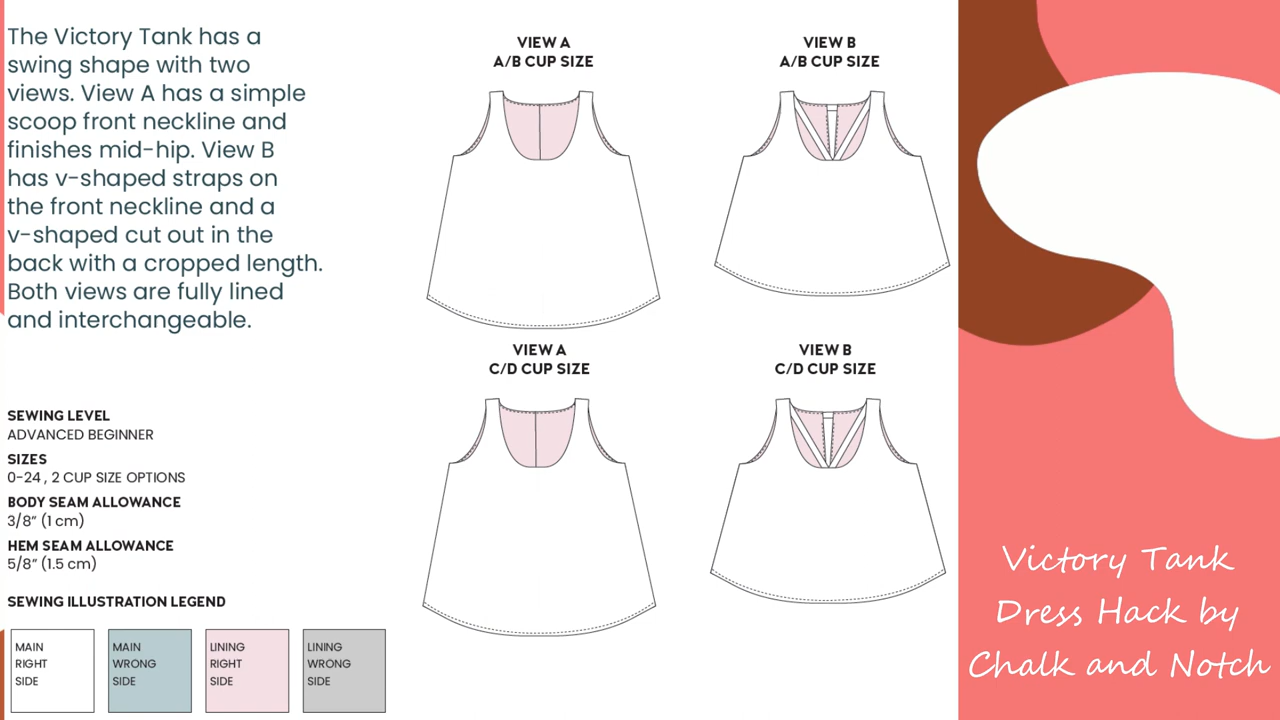 The Victory Tank has a
swing shape with two
views. View A has a simple
scoop front neckline and
finishes mid-hip. View B
has v-shaped straps on
the front neckline and a
v-shaped cut out in the
back with a cropped length.
Both views are fully lined
and interchangeable.
SEWING LEVEL
ADVANCED BEGINNER
SIZES
0-24 , 2 CUP SIZE OPTIONS
BODY SEAM ALLOWANCE
3/8” (1 cm)
HEM SEAM ALLOWANCE
5/8” (1.5 cm)
SEWING ILLUSTRATION LEGEND
MAIN
RIGHT
SIDE
MAIN
WRONG
SIDE
LINING
RIGHT
SIDE
LINING
WRONG
SIDE
VIEW A
A/B CUP SIZE
VIEW B
A/B CUP SIZE
VIEW A
C/D CUP SIZE
VIEW B
C/D CUP SIZE
Victory Tank
Dress Hack by
Chalk and Notch